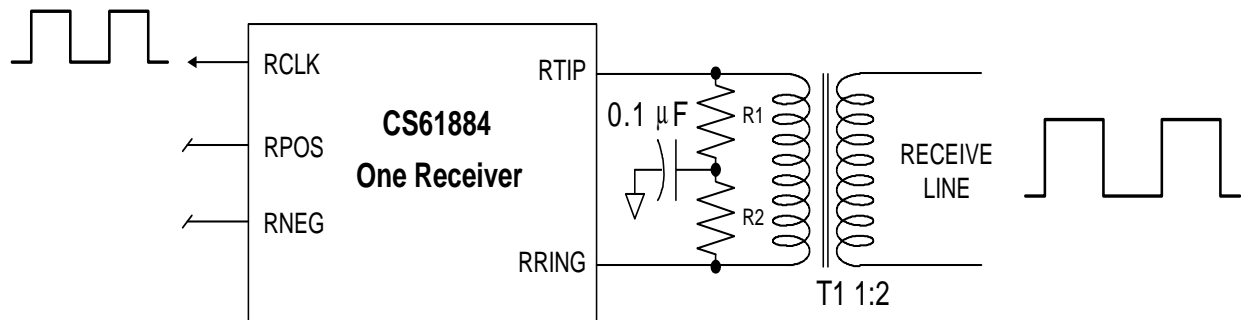 RCLK
RPOS
RNEG
CS61884
One Receiver
RTIP
RRING
0.1 μF
R1
R2
T1 1:2
RECEIVE
LINE